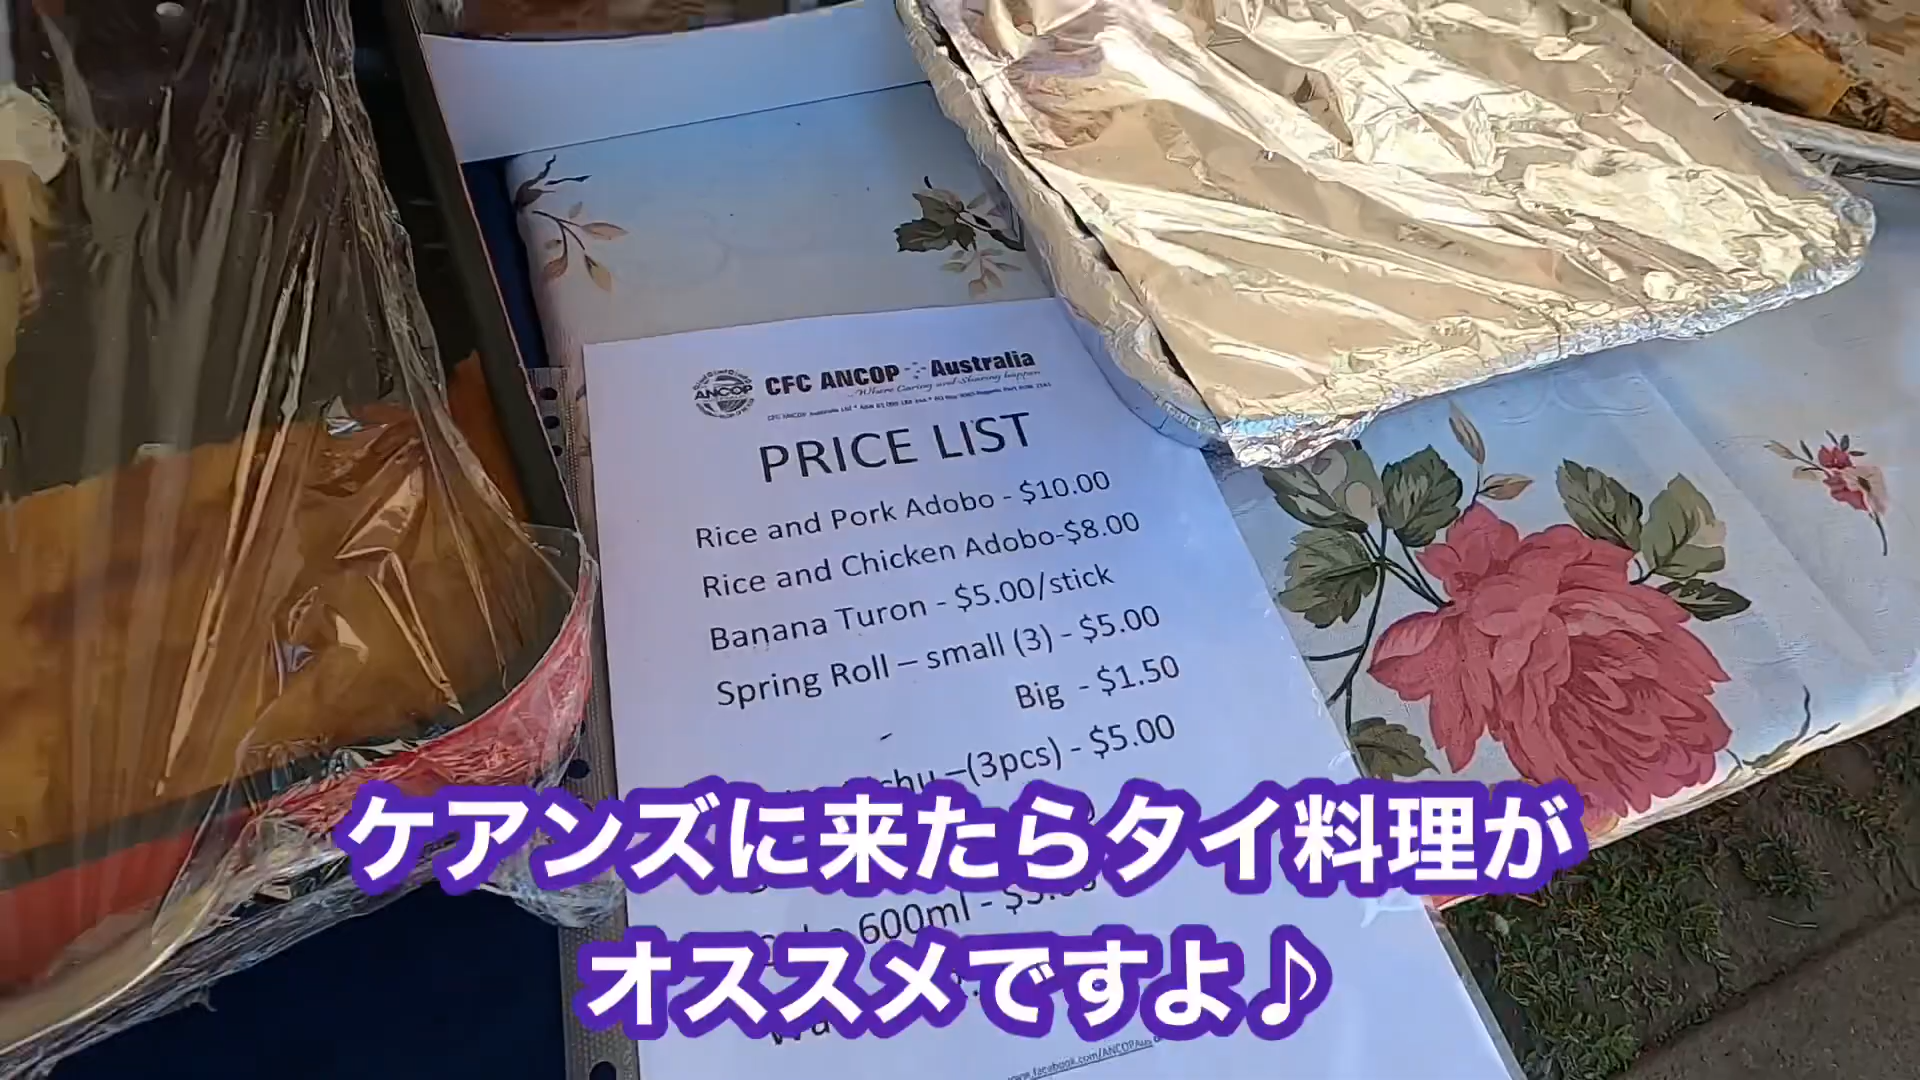 ANCOP
CFC ANCOP Australia
Where Caring and Sharing happen
PRICE LIST
Rice and Pork Adobo - $10.00
Rice and Chicken Adobo-$8.00
Banana Turon - $5.00/stick
Spring Roll – small (3) - $5.00
Big - $1.50
–(3pcs) - $5.00
600ml -
ケアンズに来たらタイ料理が
オススメですよ♪